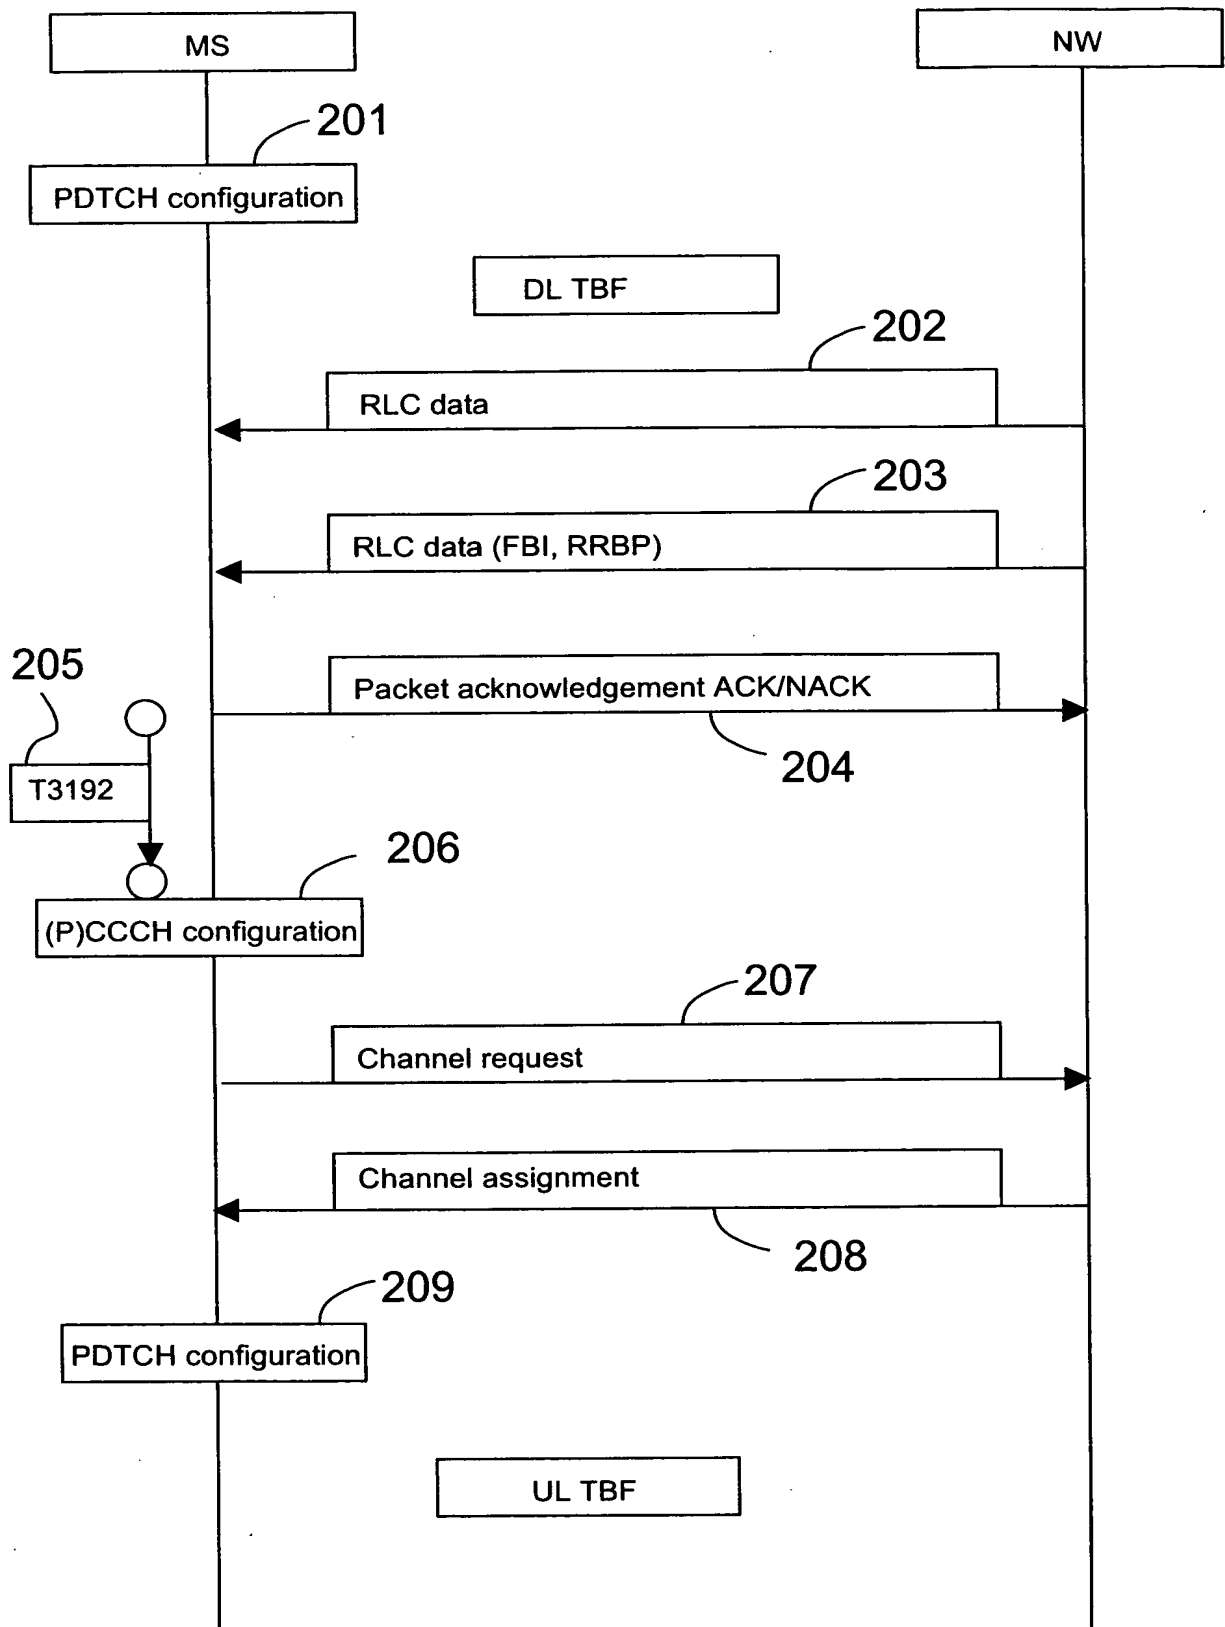 MS
NW
201
PDTCH configuration
DL TBF
202
RLC data
203
RLC data (FBI, RRBP)
205
Packet acknowledgement ACK/NACK
204
T3192
206
(P)CCCH configuration
207
Channel request
Channel assignment
208
209
PDTCH configuration
UL TBF